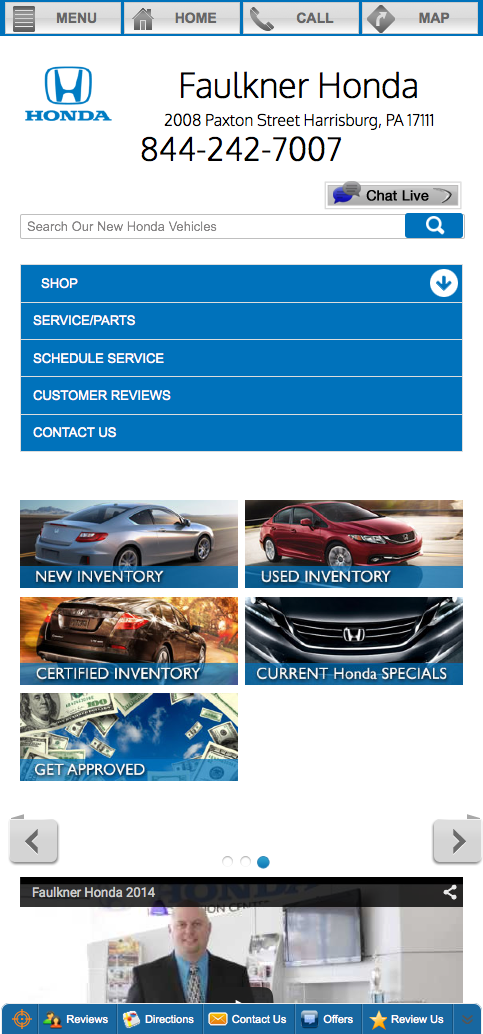 MENU HOME CALL MAP
HONDA
Faulkner Honda
2008 Paxton Street Harrisburg, PA 17111
844-242-7007
Chat Live
Search Our New Honda Vehicles
SHOP
SERVICE/PARTS
SCHEDULE SERVICE
CUSTOMER REVIEWS
CONTACT US
NEW INVENTORY USED INVENTORY
CERTIFIED INVENTORY CURRENT Honda SPECIALS
100
GET APPROVED
Faulkner Honda 2014
Reviews Directions Contact Us Offers Review Us